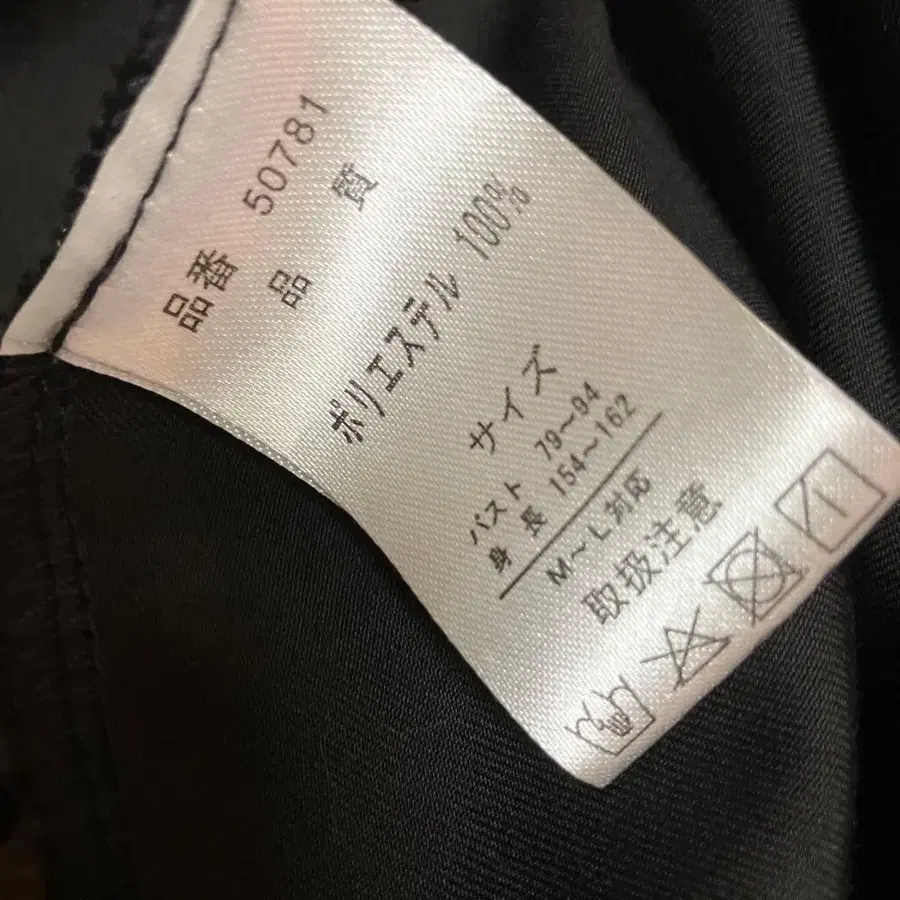 品番 50781
品 質
ポリエステル 100%
サイズ
バスト 79～94
身 長 154～162
M～L対応
取扱注意